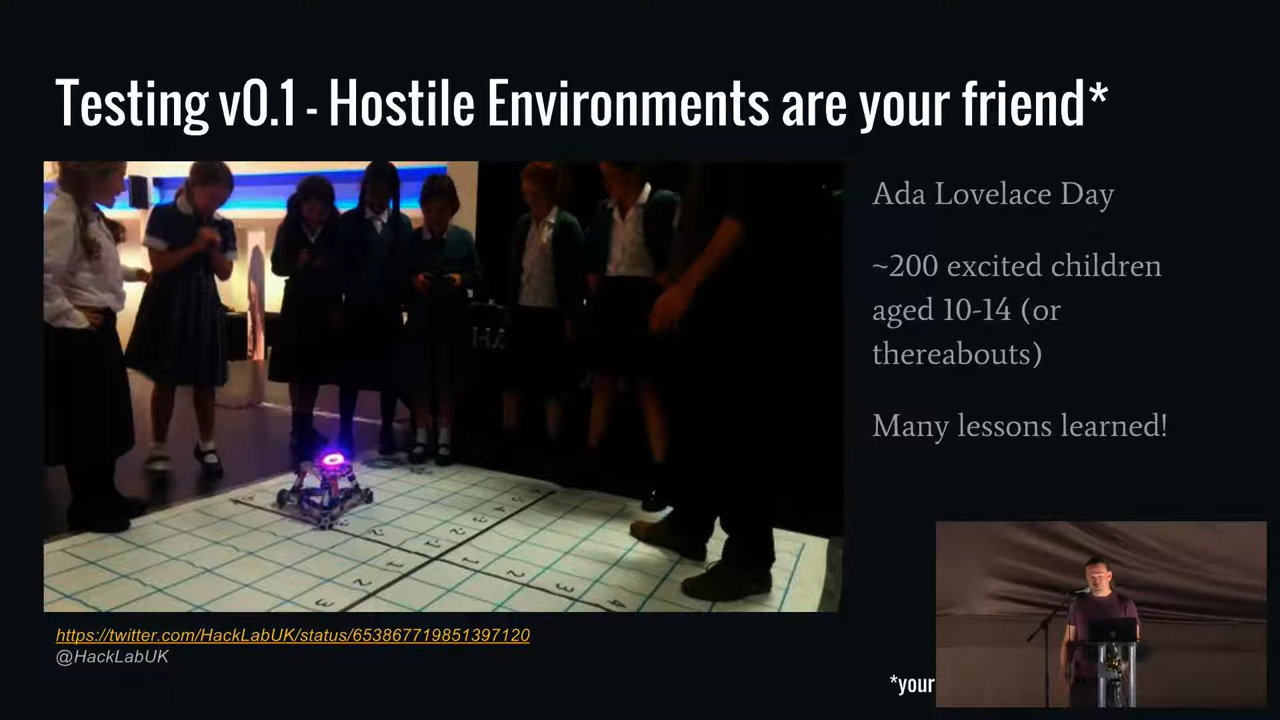 Testing v0.1 - Hostile Environments are your friend*
Ada Lovelace Day
~200 excited children
aged 10-14 (or
thereabouts)
Many lessons learned!
https://twitter.com/HackLabUK/status/653867719851397120
@HackLabUK
*your